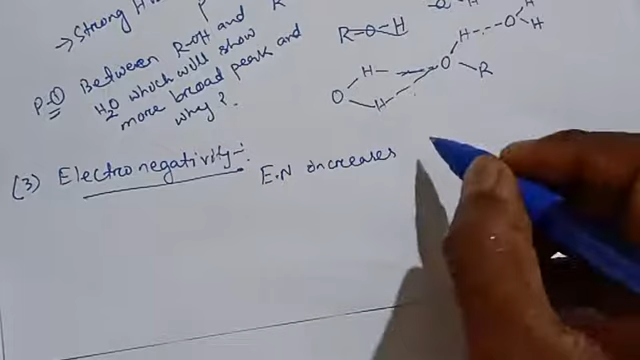 → Strong
P-① Between R-OH and
H₂O which will show
more broad peak and
why?
R-O-H
H O H
O H R
O H
(3) Electronegativity:-
E.N increases